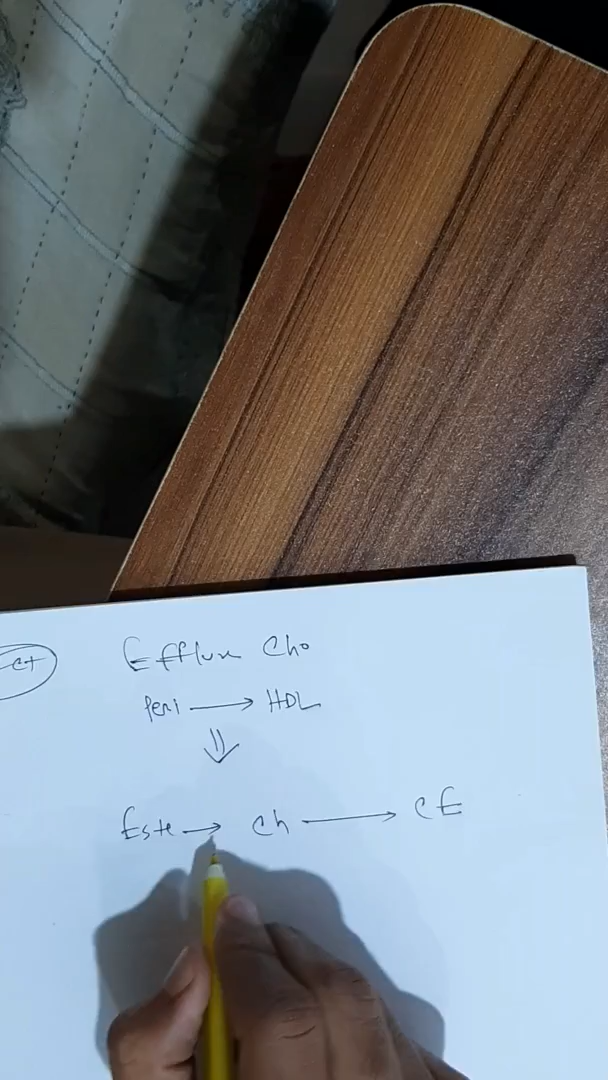 Efflux Cho
Peri → HDL
⇓
Este → Ch → CE